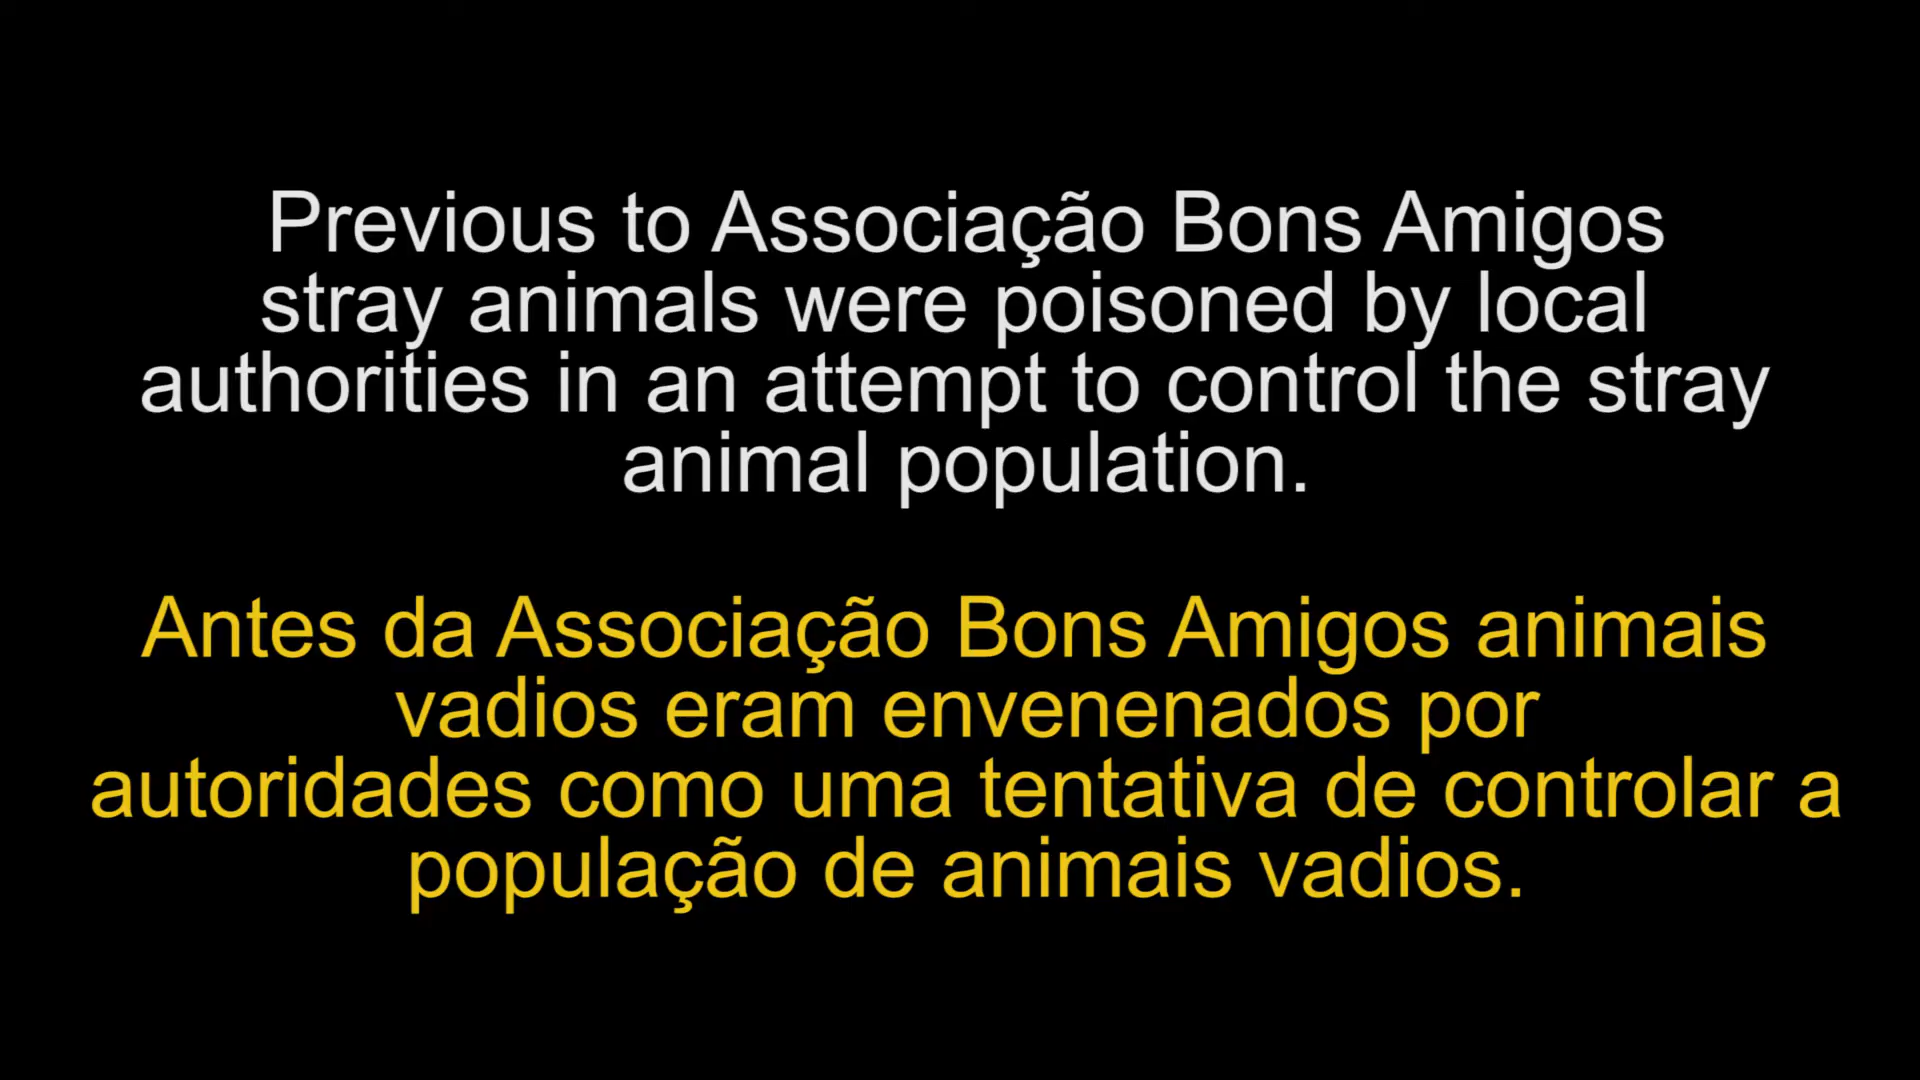 Previous to Associação Bons Amigos
stray animals were poisoned by local
authorities in an attempt to control the stray
animal population.
Antes da Associação Bons Amigos animais
vadios eram envenenados por
autoridades como uma tentativa de controlar a
população de animais vadios.